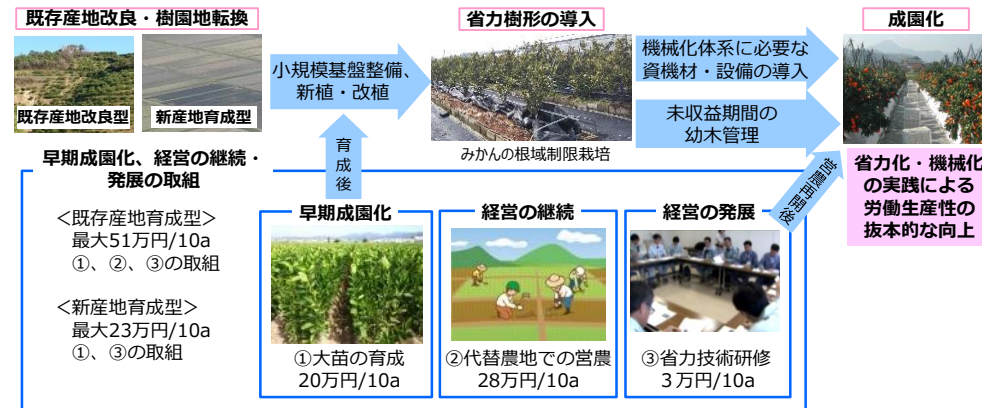 既存産地改良・樹園地転換
既存産地改良型
新産地育成型
小規模基盤整備、
新植・改植
省力樹形の導入
みかんの根域制限栽培
機械化体系に必要な
資機材・設備の導入
未収益期間の
幼木管理
成園化
省力化・機械化
の実践による
労働生産性の
抜本的な向上
育成後
営農再開後
早期成園化、経営の継続・
発展の取組
＜既存産地育成型＞
最大51万円/10a
①、②、③の取組
＜新産地育成型＞
最大23万円/10a
①、③の取組
早期成園化
①大苗の育成
20万円/10a
経営の継続
②代替農地での営農
28万円/10a
経営の発展
③省力技術研修
３万円/10a